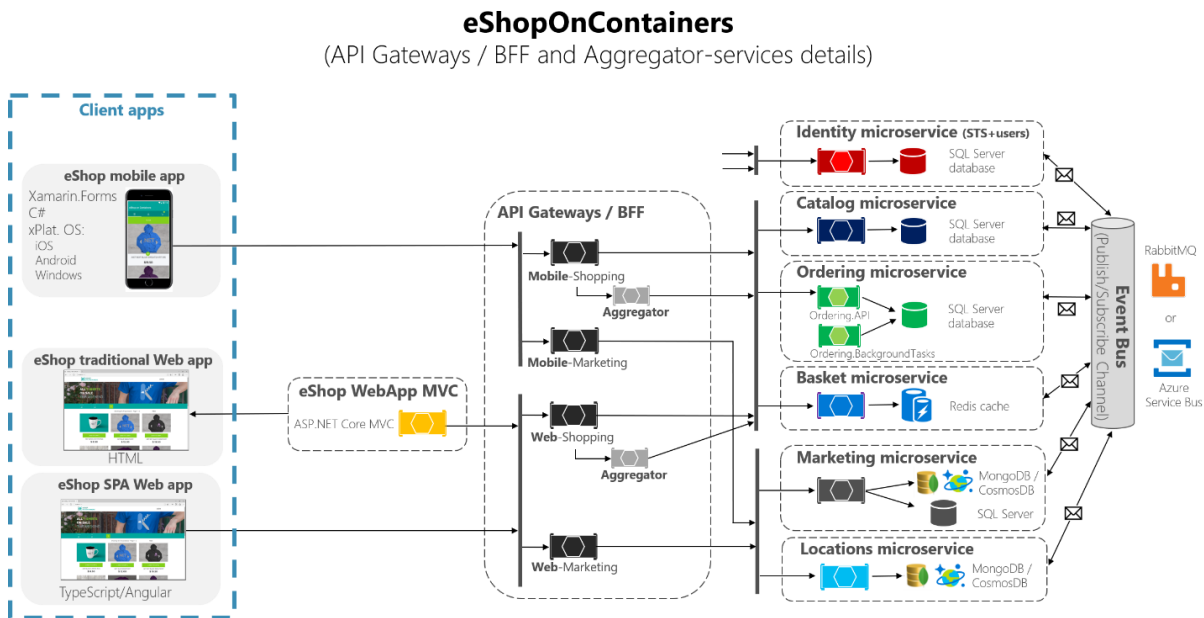 eShopOnContainers
(API Gateways / BFF and Aggregator-services details)
Client apps
eShop mobile app
Xamarin.Forms
C#
xPlat. OS:
iOS
Android
Windows
eShop traditional Web app
HTML
eShop SPA Web app
TypeScript/Angular
eShop WebApp MVC
ASP.NET Core MVC
API Gateways / BFF
Mobile-Shopping
Aggregator
Mobile-Marketing
Web-Shopping
Aggregator
Web-Marketing
Identity microservice (STS+users)
SQL Server
database
Catalog microservice
SQL Server
database
Ordering microservice
Ordering.API
SQL Server
database
Ordering.BackgroundTasks
Basket microservice
Redis cache
Marketing microservice
MongoDB /
CosmosDB
SQL Server
Locations microservice
MongoDB /
CosmosDB
Event Bus
(Publish/Subscribe Channel)
RabbitMQ
or
Azure
Service Bus